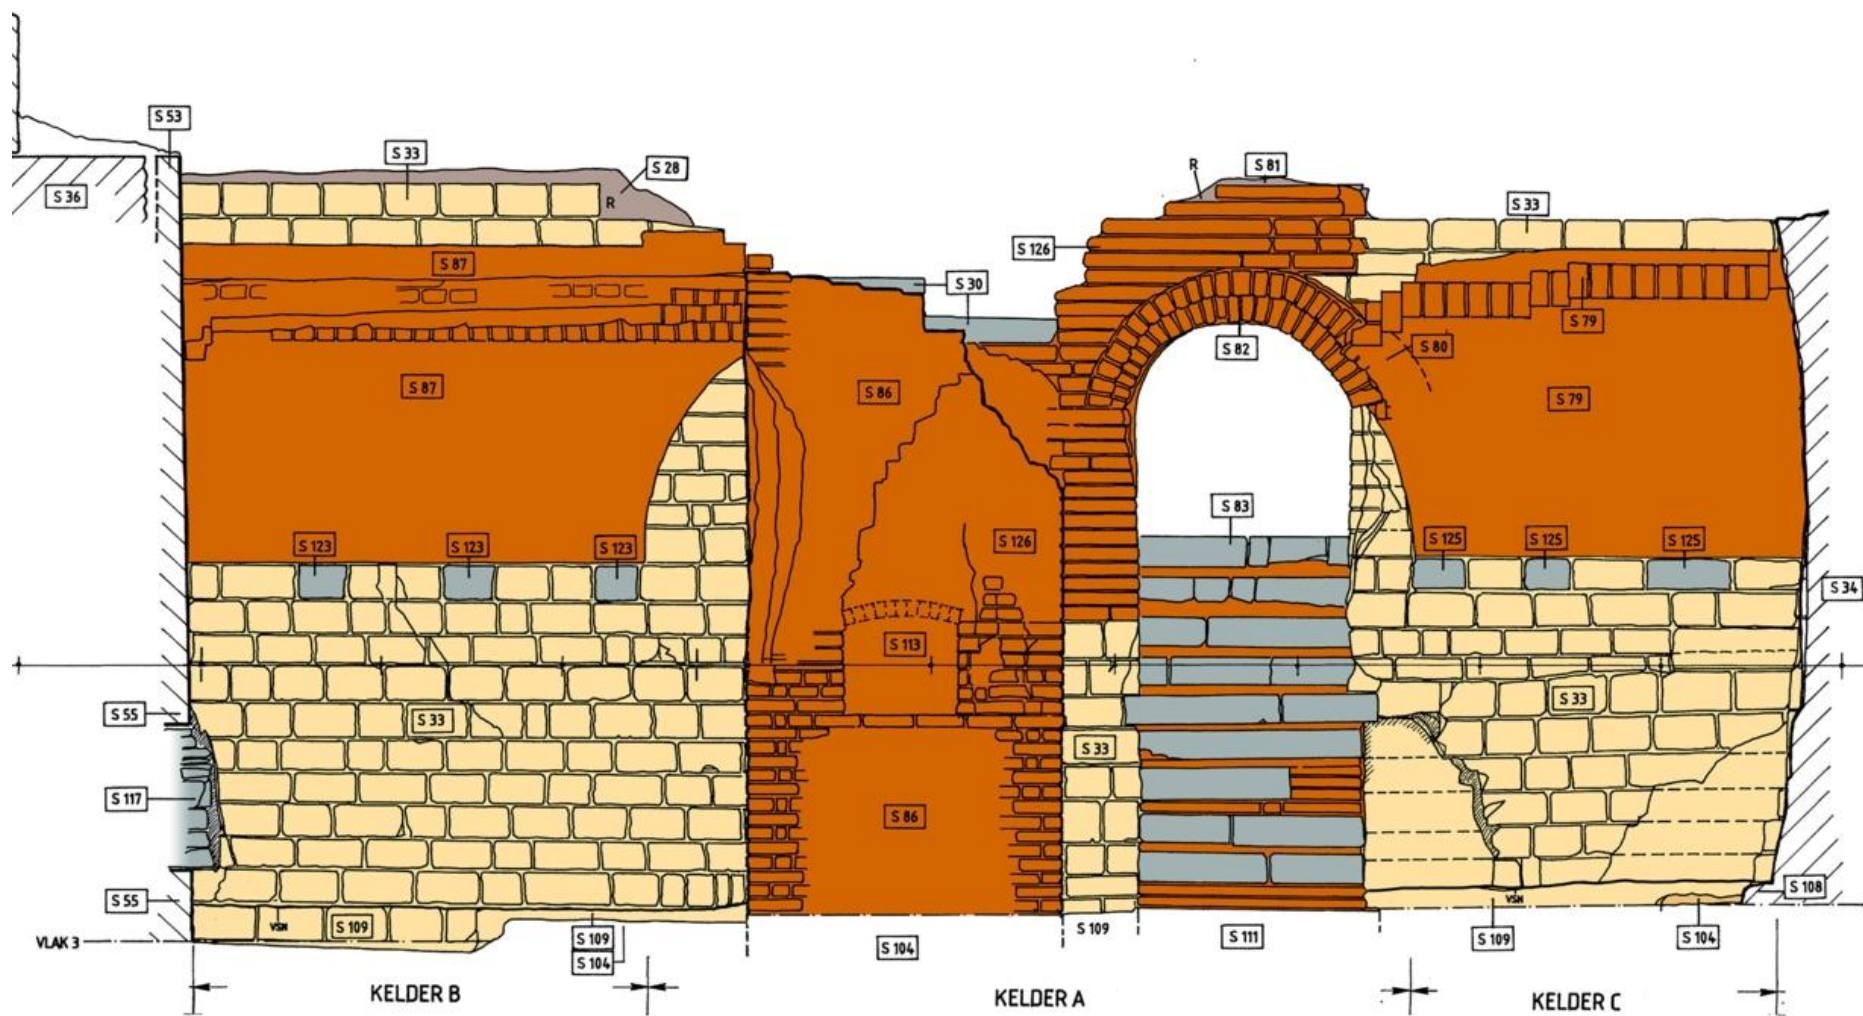 S 53
S 33
S 28
R
S 81
S 36
R
S 33
S 126
S 87
S 30
S 79
S 82
S 80
S 87
S 86
S 79
S 83
S 123
S 123
S 123
S 126
S 125
S 125
S 125
S 34
S 113
S 55
S 33
S 33
S 33
S 117
S 86
S 55
S 108
VSN
S 109
VSN
VLAK 3
S 109
S 104
S 104
S 109
S 111
S 109
S 104
KELDER B
KELDER A
KELDER C